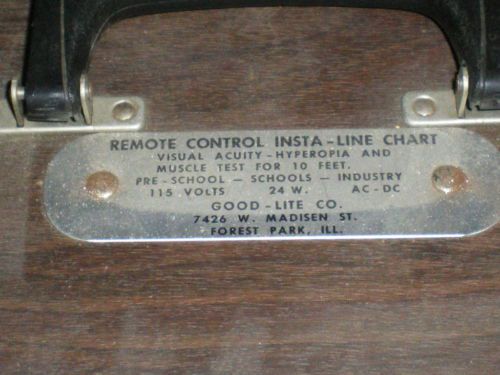 REMOTE CONTROL INSTA-LINE CHART
VISUAL ACUITY-HYPEROPIA AND
MUSCLE TEST FOR 10 FEET.
PRE-SCHOOL — SCHOOLS — INDUSTRY
115 VOLTS 24 W. AC-DC
GOOD-LITE CO.
7426 W. MADISEN ST.
FOREST PARK, ILL.